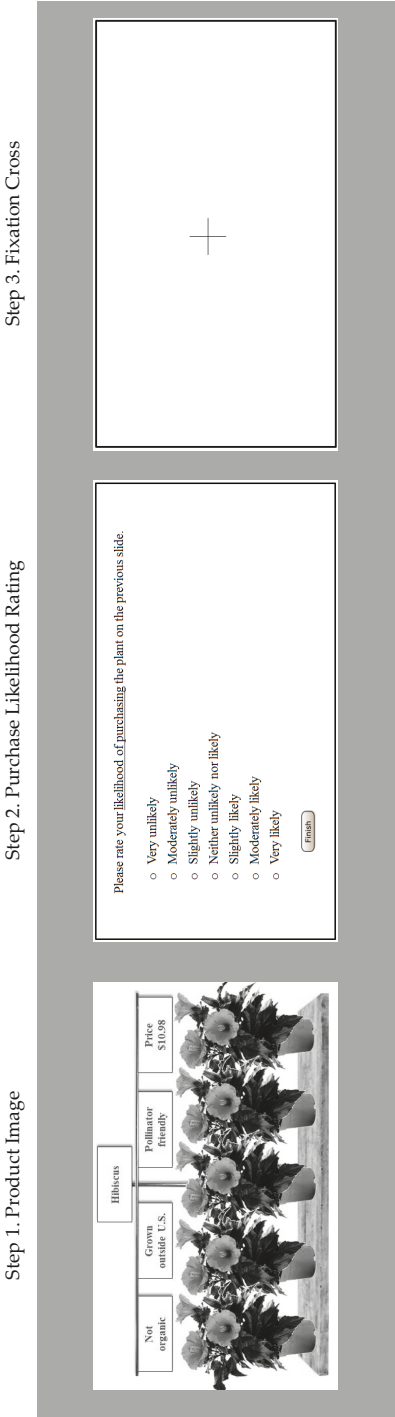 Step 1. Product Image
Hibiscus
Not
organic
Grown
outside U.S.
Pollinator
friendly
Price
$10.98
Step 2. Purchase Likelihood Rating
Please rate your likelihood of purchasing the plant on the previous slide.
Very unlikely
Moderately unlikely
Slightly unlikely
Neither unlikely nor likely
Slightly likely
Moderately likely
Very likely
Finish
Step 3. Fixation Cross